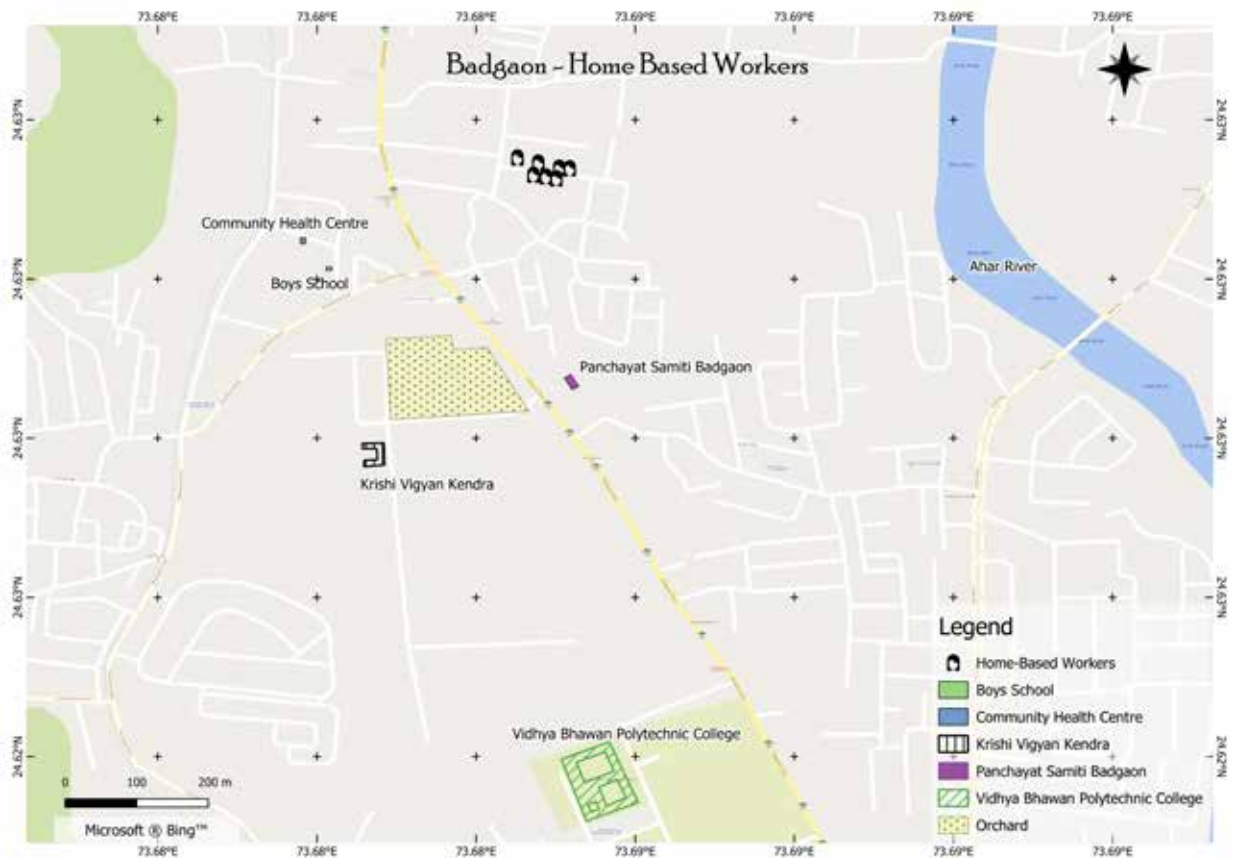 73.68°E 73.68°E 73.68°E 73.69°E 73.69°E 73.69°E 73.69°E
Badgaon - Home Based Workers
24.63°N 24.63°N
Community Health Centre
Boys School
Ahar River
24.63°N 24.63°N
Panchayat Samiti Badgaon
24.63°N 24.63°N
Krishi Vigyan Kendra
24.63°N 24.63°N
Legend
Home-Based Workers
Boys School
Community Health Centre
Krishi Vigyan Kendra
Panchayat Samiti Badgaon
Vidhya Bhawan Polytechnic College
Orchard
Vidhya Bhawan Polytechnic College
24.62°N 24.62°N
0 100 200 m
Microsoft ® Bing™
73.68°E 73.68°E 73.68°E 73.69°E 73.69°E 73.69°E 73.69°E